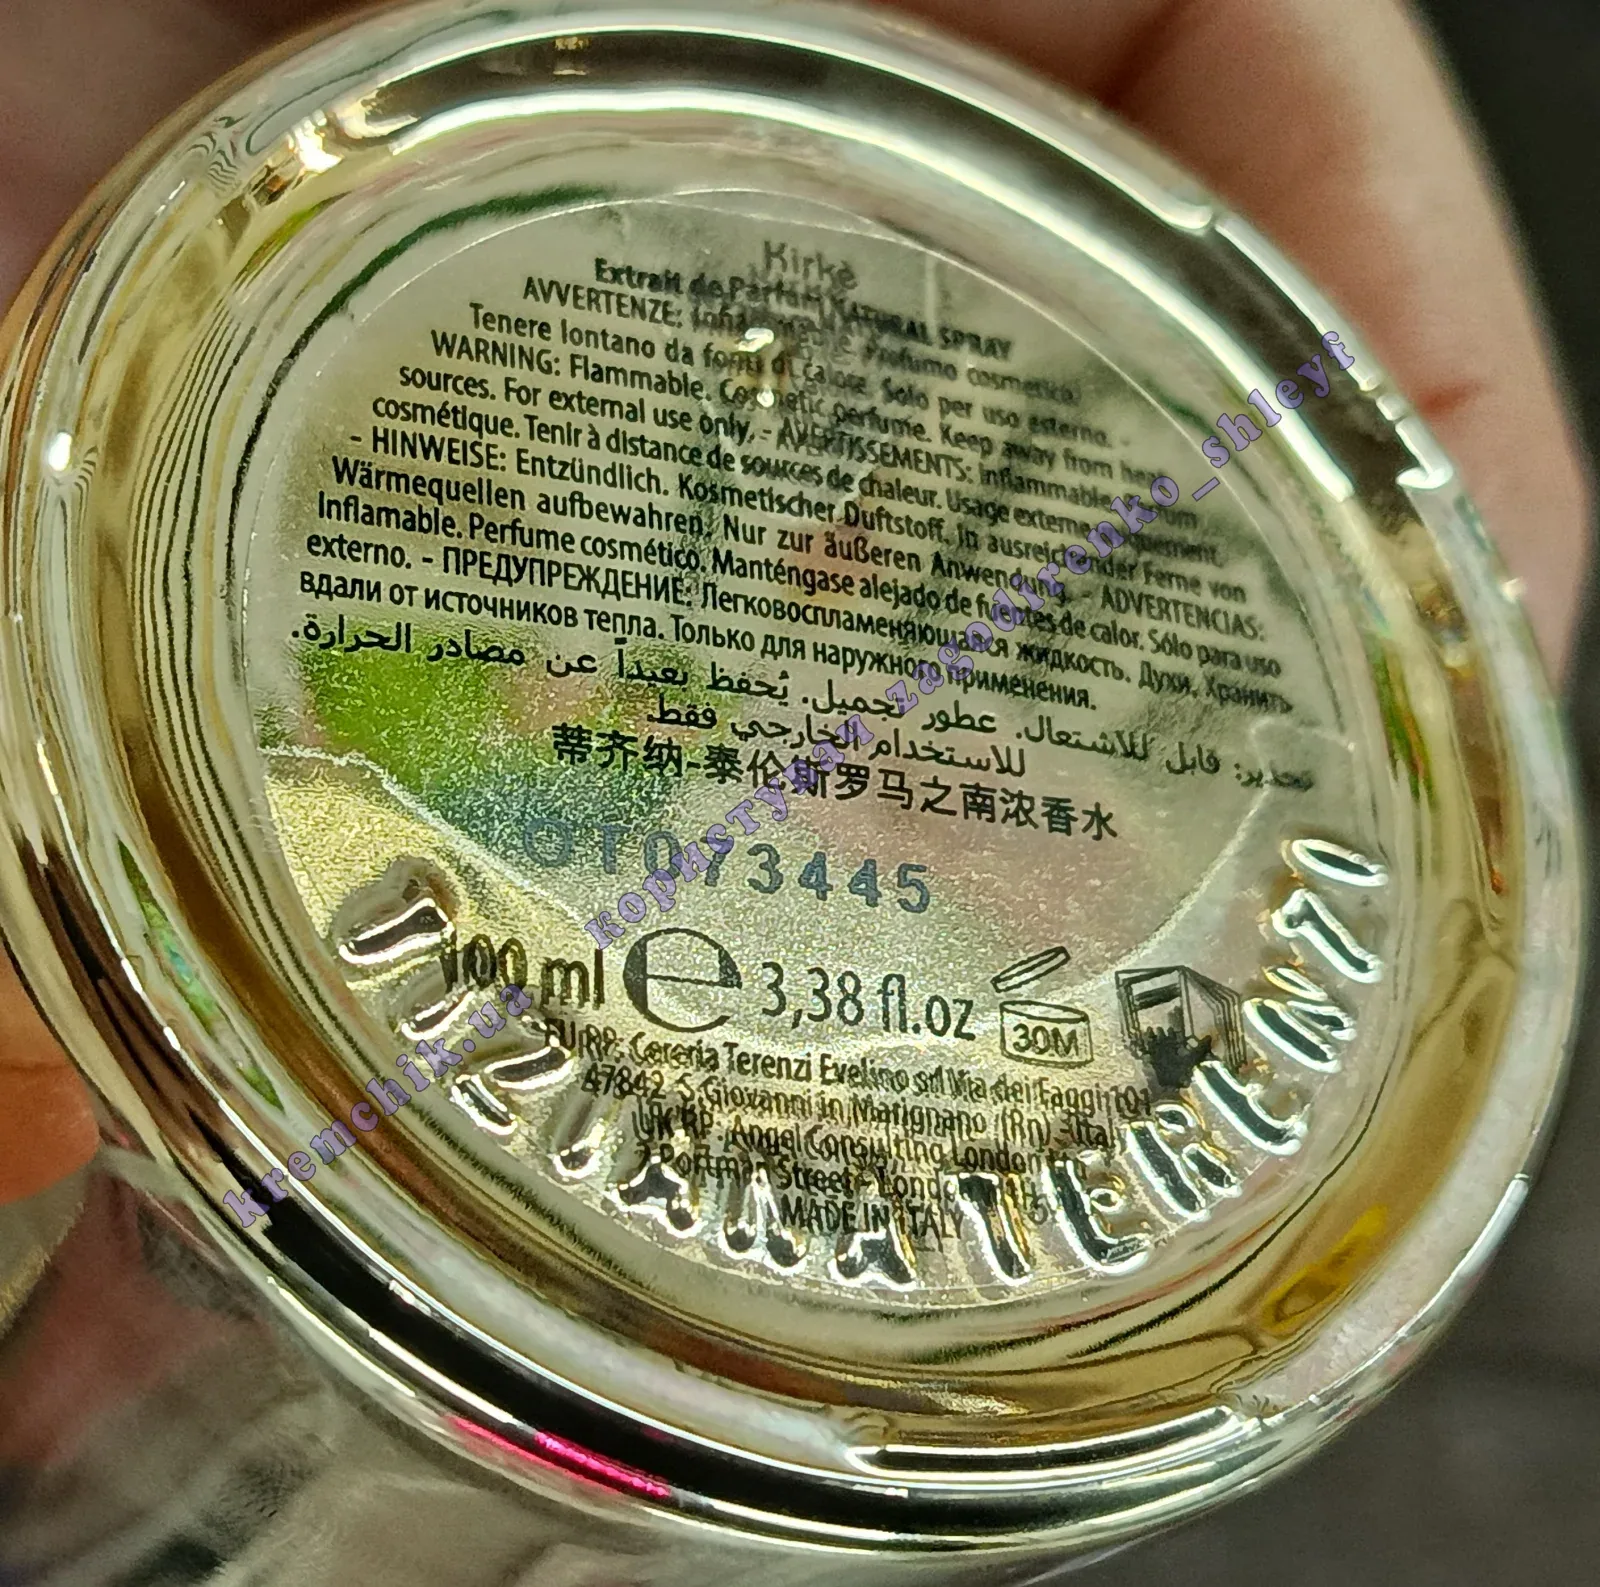 Kirkè
Extrait de Parfum NATURAL SPRAY
AVVERTENZE: Infiammabile. Profumo cosmetico.
Tenere lontano da fonti di calore. Solo per uso esterno. -
WARNING: Flammable. Cosmetic perfume. Keep away from heat
sources. For external use only. - AVERTISSEMENTS: Inflammable. Parfum
cosmétique. Tenir à distance de sources de chaleur. Usage externe uniquement.
- HINWEISE: Entzündlich. Kosmetischer Duftstoff. In ausreichender Ferne von
Wärmequellen aufbewahren. Nur zur äußeren Anwendung. - ADVERTENCIAS:
Inflamable. Perfume cosmético. Manténgase alejado de fuentes de calor. Sólo para uso
externo. - ПРЕДУПРЕЖДЕНИЕ: Легковоспламеняющаяся жидкость. Духи. Хранить
вдали от источников тепла. Только для наружного применения.
تحذير: قابل للاشتعال. عطور تجميل. يُحفظ بعيداً عن مصادر الحرارة.
للاستخدام الخارجي فقط.
蒂齐纳-泰伦斯罗马之南浓香水
OT073445
100 ml e 3,38 fl.oz 30M
EU RP: Cereria Terenzi Evelino srl Via dei Faggi 101
47842 S.Giovanni in Marignano (Rn) - Italy
UK RP: Angel Consulting London Ltd
2 Portman Street - London
MADE IN ITALY
TIZIANA TERENZI
kremchik.ua користувач zagodirenko_shleyf